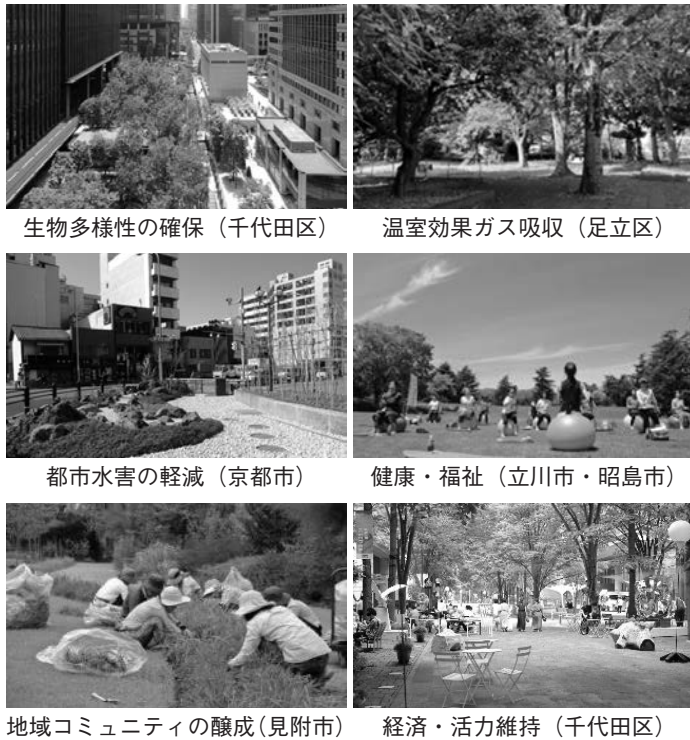 生物多様性の確保（千代田区）
温室効果ガス吸収（足立区）
都市水害の軽減（京都市）
健康・福祉（立川市・昭島市）
地域コミュニティの醸成（見附市）
経済・活力維持（千代田区）